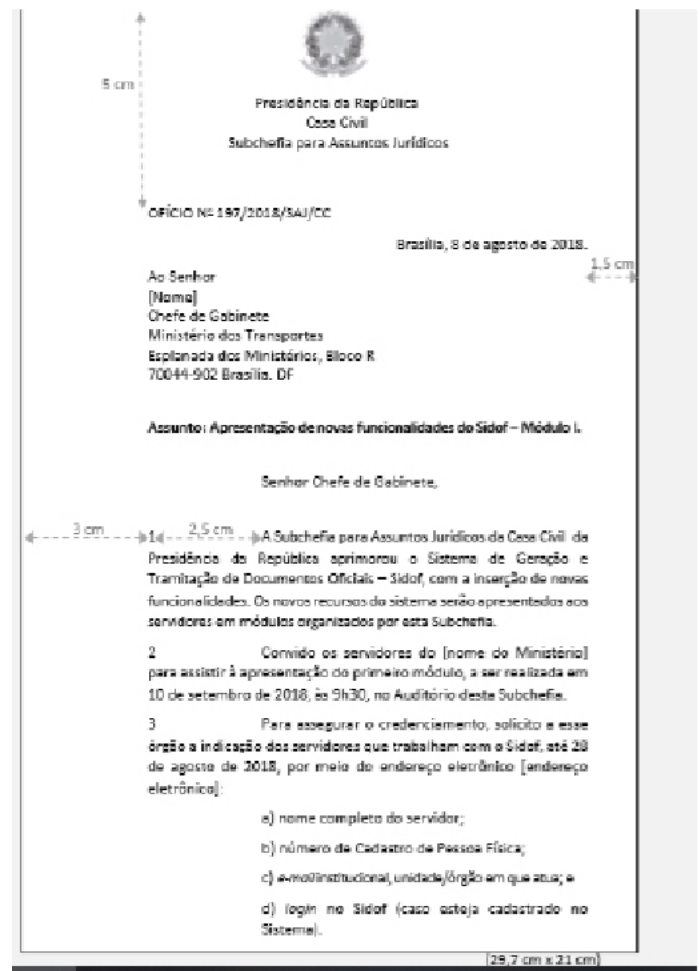 5 cm
Presidência da República
Casa Civil
Subchefia para Assuntos Jurídicos
OFÍCIO Nº 197/2018/SAJ/CC
Brasília, 8 de agosto de 2018.
1,5 cm
Ao Senhor
[Nome]
Chefe de Gabinete
Ministério dos Transportes
Esplanada dos Ministérios, Bloco R
70044-902 Brasília. DF
Assunto: Apresentação de novas funcionalidades do Sidof – Módulo I.
Senhor Chefe de Gabinete,
3 cm 1 2,5 cm A Subchefia para Assuntos Jurídicos da Casa Civil da
Presidência da República aprimorou o Sistema de Geração e
Tramitação de Documentos Oficiais – Sidof, com a inserção de novas
funcionalidades. Os novos recursos do sistema serão apresentados aos
servidores em módulos organizados por esta Subchefia.
2 Convido os servidores do [nome do Ministério]
para assistir à apresentação do primeiro módulo, a ser realizada em
10 de setembro de 2018, às 9h30, no Auditório desta Subchefia.
3 Para assegurar o credenciamento, solicito a esse
órgão a indicação dos servidores que trabalham com o Sidof, até 28
de agosto de 2018, por meio do endereço eletrônico [endereço
eletrônico]:
a) nome completo do servidor;
b) número de Cadastro de Pessoa Física;
c) e-mail institucional, unidade/órgão em que atua; e
d) login no Sidof (caso esteja cadastrado no
Sistema).
(29,7 cm x 21 cm)